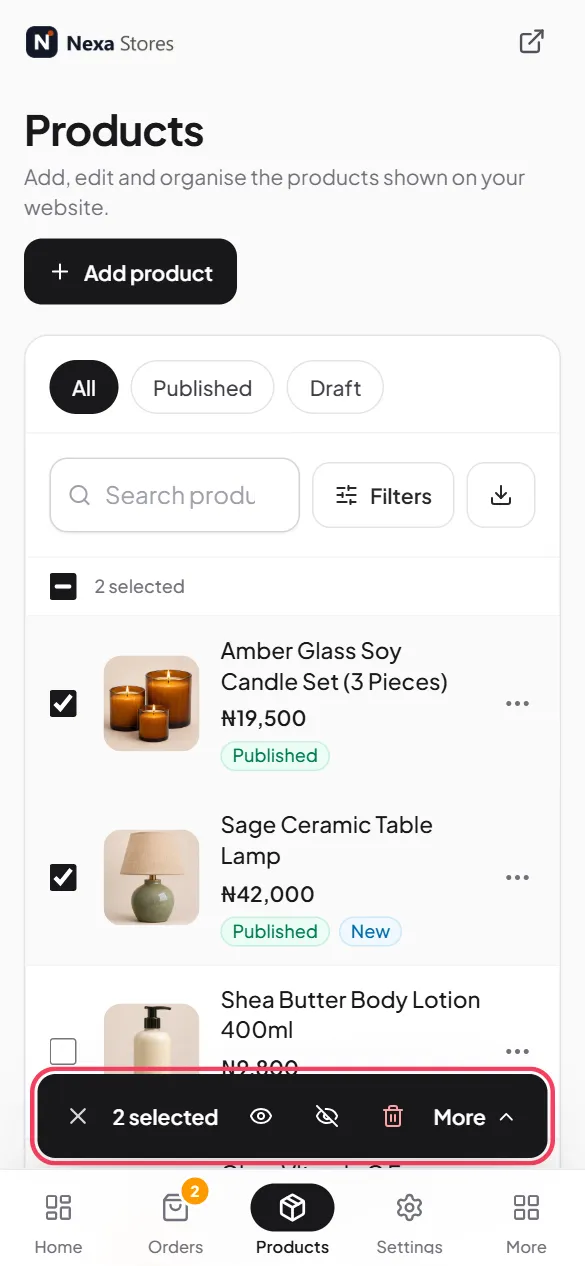 N Nexa Stores
Products
Add, edit and organise the products shown on your
website.
+ Add product
All
Published
Draft
Search produ
Filters
2 selected
Amber Glass Soy
Candle Set (3 Pieces)
₦19,500
Published
Sage Ceramic Table
Lamp
₦42,000
Published
New
Shea Butter Body Lotion
400ml
₦9,800
2 selected
More
2
Home
Orders
Products
Settings
More